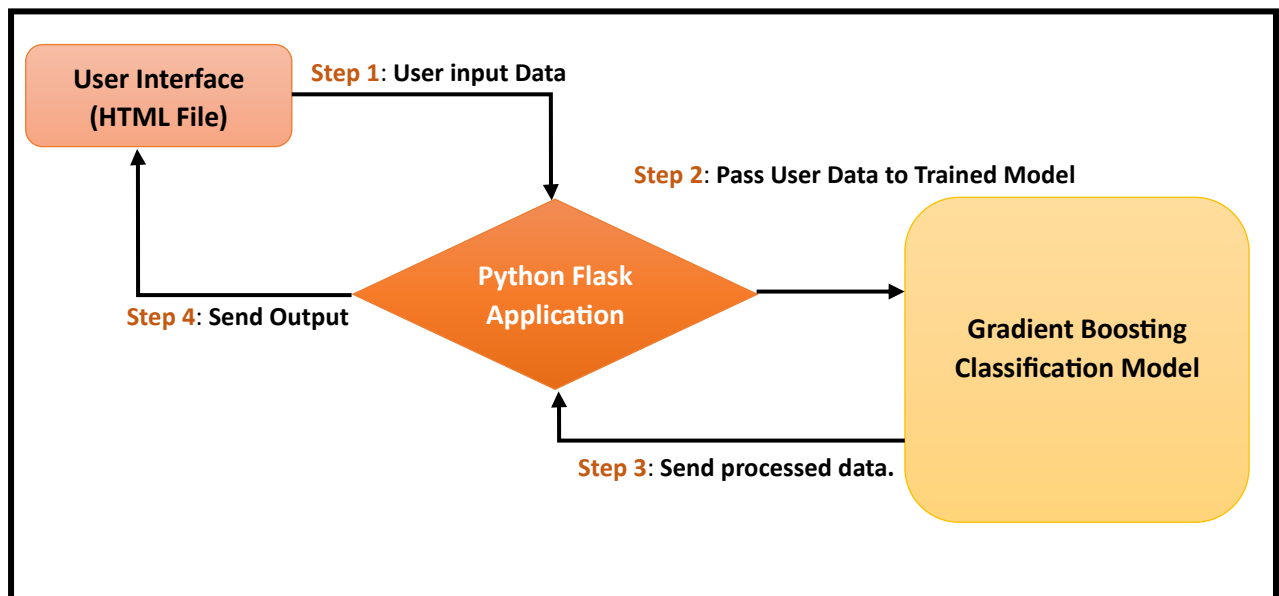 User Interface
(HTML File)
Step 1: User input Data
Step 2: Pass User Data to Trained Model
Python Flask
Application
Gradient Boosting
Classification Model
Step 4: Send Output
Step 3: Send processed data.